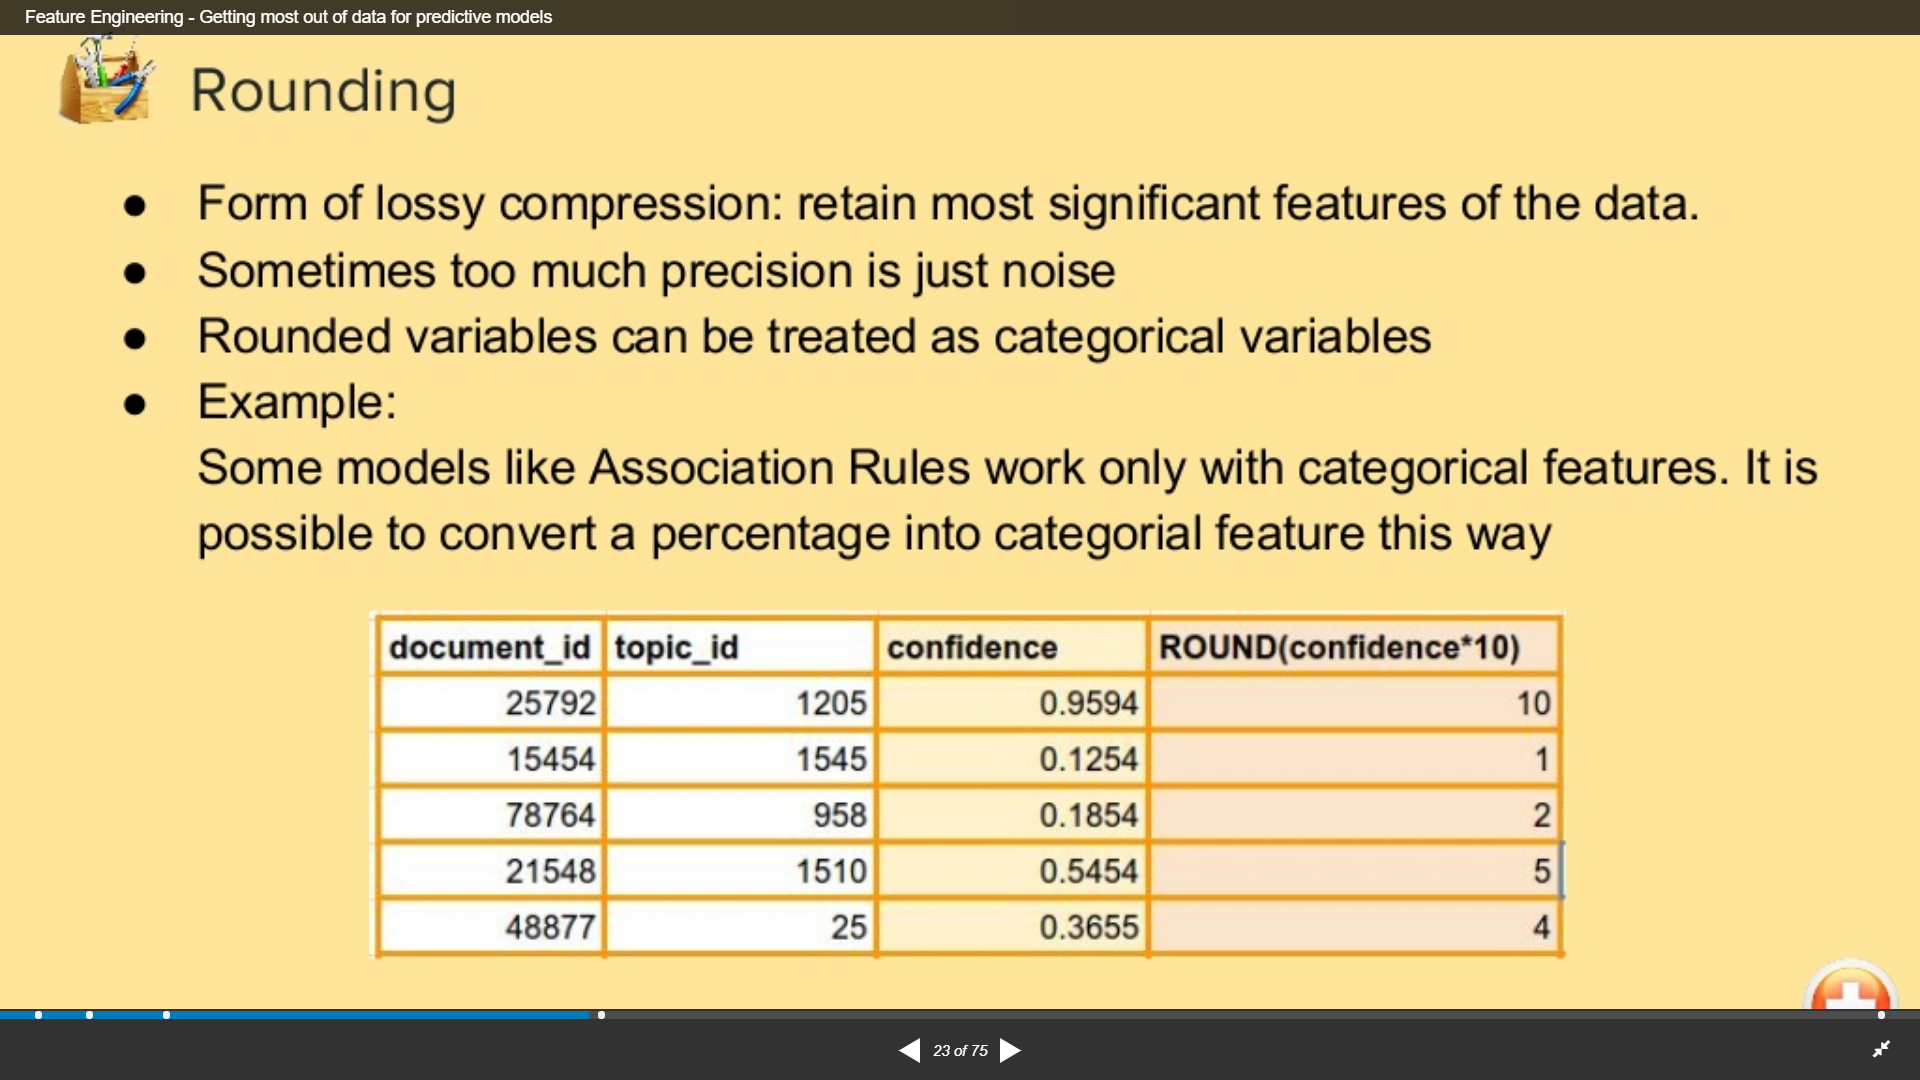 Feature Engineering - Getting most out of data for predictive models
Rounding
● Form of lossy compression: retain most significant features of the data.
● Sometimes too much precision is just noise
● Rounded variables can be treated as categorical variables
● Example:
Some models like Association Rules work only with categorical features. It is
possible to convert a percentage into categorial feature this way
document_id topic_id confidence ROUND(confidence*10)
25792 1205 0.9594 10
15454 1545 0.1254 1
78764 958 0.1854 2
21548 1510 0.5454 5
48877 25 0.3655 4
23 of 75